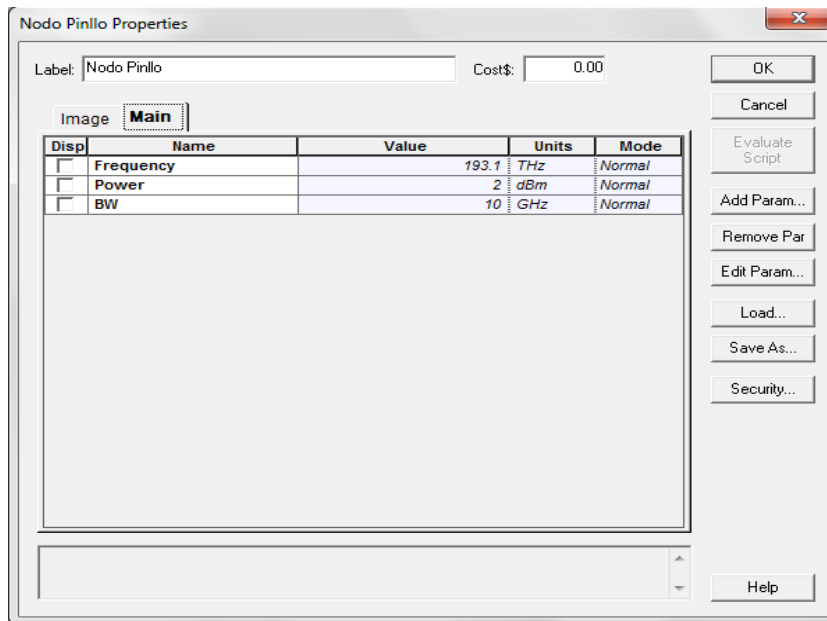 Nodo Pinllo Properties
Label: Nodo Pinllo Cost$: 0.00
OK
Cancel
Evaluate
Script
Add Param...
Remove Par
Edit Param...
Load...
Save As...
Security...
Help
Image Main
Disp Name Value Units Mode
Frequency 193.1 THz Normal
Power 2 dBm Normal
BW 10 GHz Normal